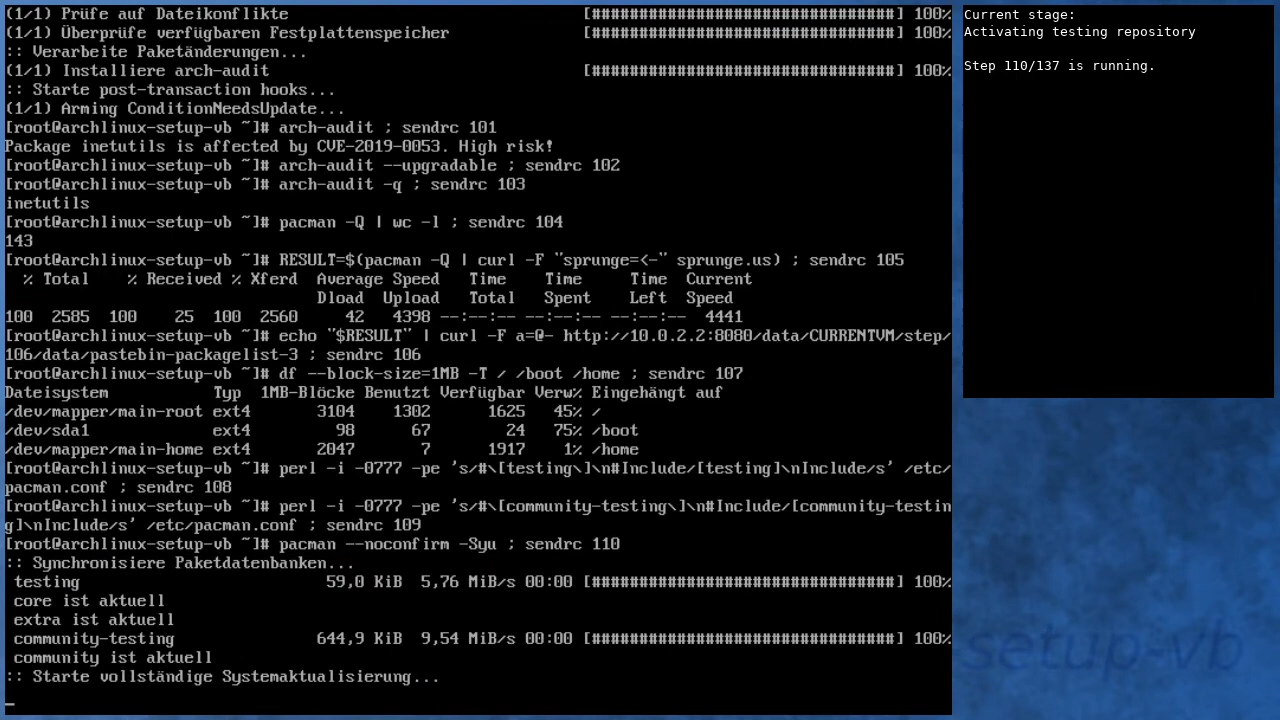 (1/1) Prüfe auf Dateikonflikte [################################] 100%
(1/1) Überprüfe verfügbaren Festplattenspeicher [################################] 100%
:: Verarbeite Paketänderungen...
(1/1) Installiere arch-audit [################################] 100%
:: Starte post-transaction hooks...
(1/1) Arming ConditionNeedsUpdate...
[root@archlinux-setup-vb ~]# arch-audit ; sendrc 101
Package inetutils is affected by CVE-2019-0053. High risk!
[root@archlinux-setup-vb ~]# arch-audit --upgradable ; sendrc 102
[root@archlinux-setup-vb ~]# arch-audit -q ; sendrc 103
inetutils
[root@archlinux-setup-vb ~]# pacman -Q | wc -l ; sendrc 104
143
[root@archlinux-setup-vb ~]# RESULT=$(pacman -Q | curl -F "sprunge=<-" sprunge.us) ; sendrc 105
% Total % Received % Xferd Average Speed Time Time Time Current
Dload Upload Total Spent Left Speed
100 2585 100 25 100 2560 42 4398 --:--:-- --:--:-- --:--:-- 4441
[root@archlinux-setup-vb ~]# echo "$RESULT" | curl -F a=@- http://10.0.2.2:8080/data/CURRENTVM/step/
106/data/pastebin-packagelist-3 ; sendrc 106
[root@archlinux-setup-vb ~]# df --block-size=1MB -T / /boot /home ; sendrc 107
Dateisystem Typ 1MB-Blöcke Benutzt Verfügbar Verw% Eingehängt auf
/dev/mapper/main-root ext4 3104 1302 1625 45% /
/dev/sda1 ext4 98 67 24 75% /boot
/dev/mapper/main-home ext4 2047 7 1917 1% /home
[root@archlinux-setup-vb ~]# perl -i -0777 -pe 's/#\[testing\]\n#Include/[testing]\nInclude/s' /etc/
pacman.conf ; sendrc 108
[root@archlinux-setup-vb ~]# perl -i -0777 -pe 's/#\[community-testing\]\n#Include/[community-testin
g]\nInclude/s' /etc/pacman.conf ; sendrc 109
[root@archlinux-setup-vb ~]# pacman --noconfirm -Syu ; sendrc 110
:: Synchronisiere Paketdatenbanken...
testing 59,0 KiB 5,76 MiB/s 00:00 [################################] 100%
core ist aktuell
extra ist aktuell
community-testing 644,9 KiB 9,54 MiB/s 00:00 [################################] 100%
community ist aktuell
:: Starte vollständige Systemaktualisierung...
Current stage:
Activating testing repository
Step 110/137 is running.
setup-vb